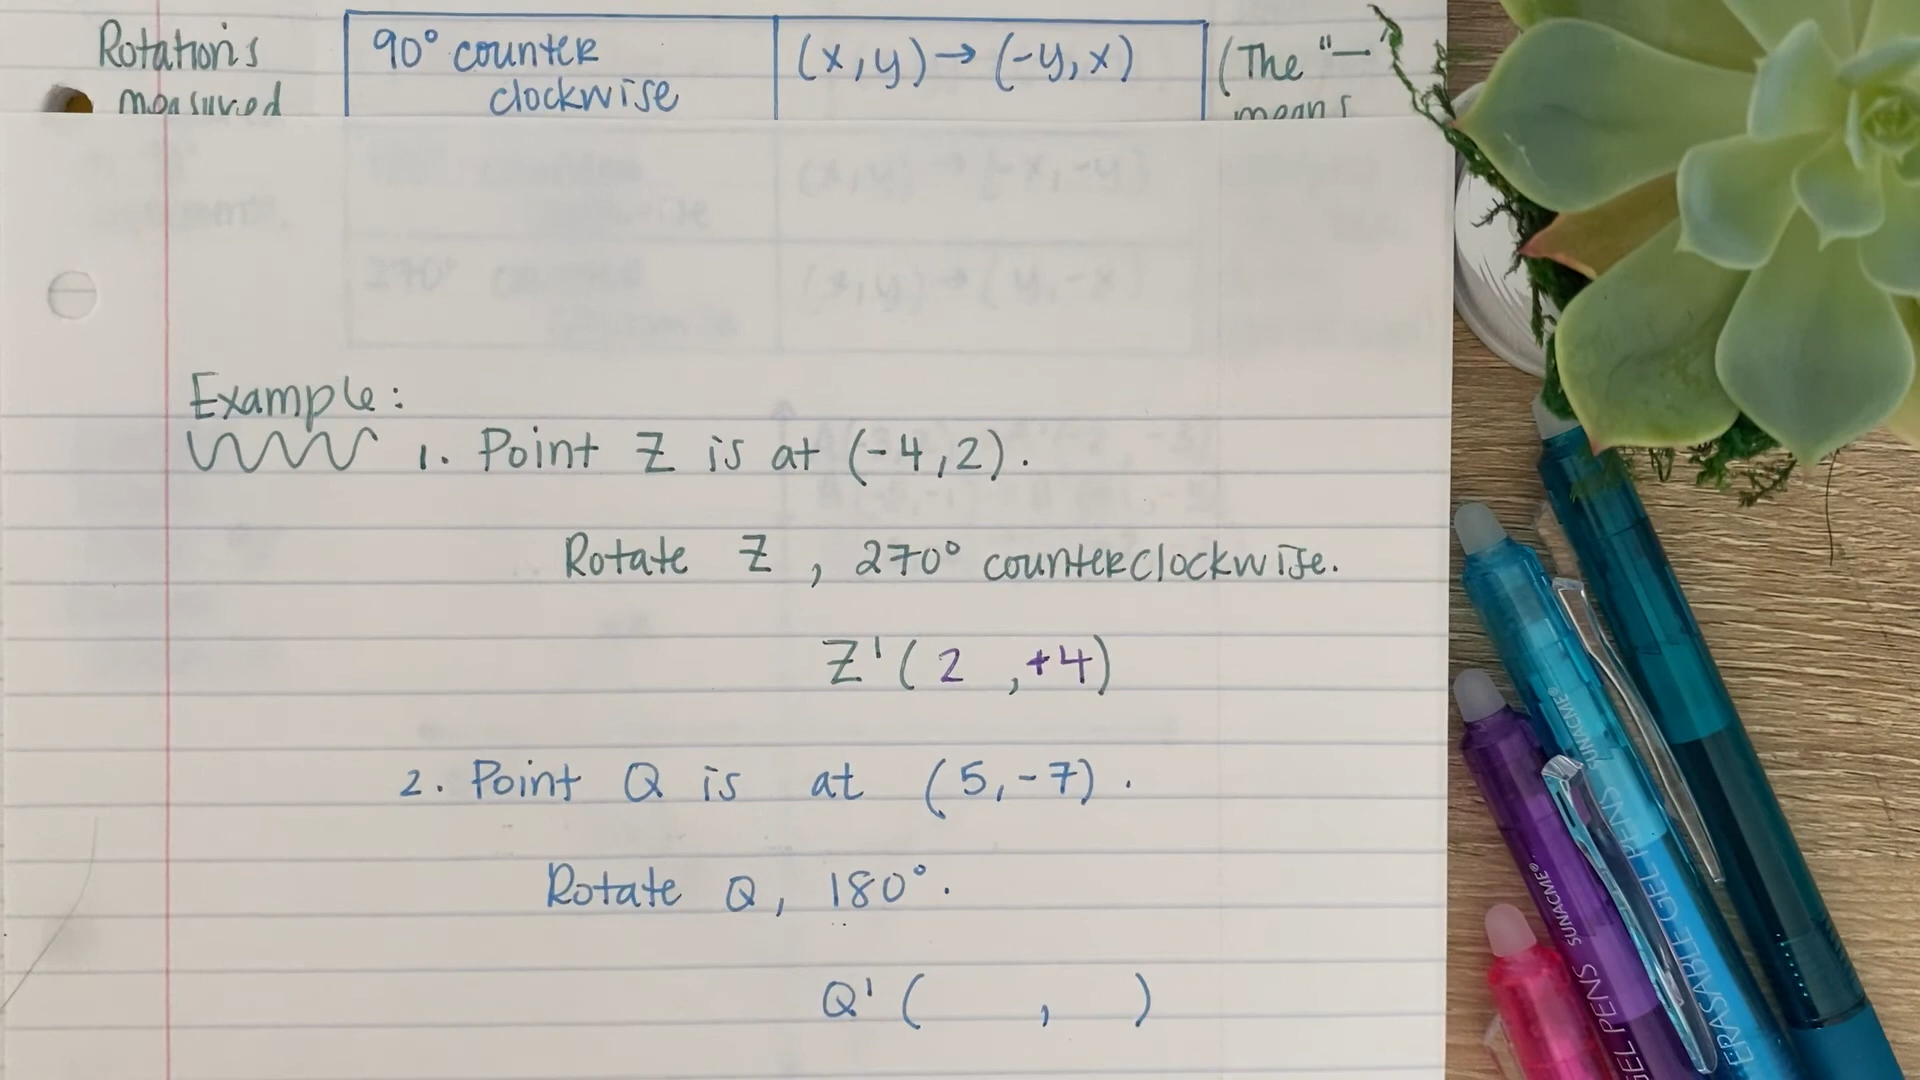 Rotations
measured
90° counter
clockwise
(x,y)→(-y,x)
(The "—
means
(x,y)→(-x,-y)
270°
(x,y)→(y,-x)
Example:
1. Point Z is at (-4,2).
Rotate Z, 270° counterclockwise.
Z'(2 ,+4)
2. Point Q is at (5,-7).
Rotate Q, 180°.
Q'( , )
SUNACME®
SUNACME®
GEL PENS
ERASABLE GEL PENS